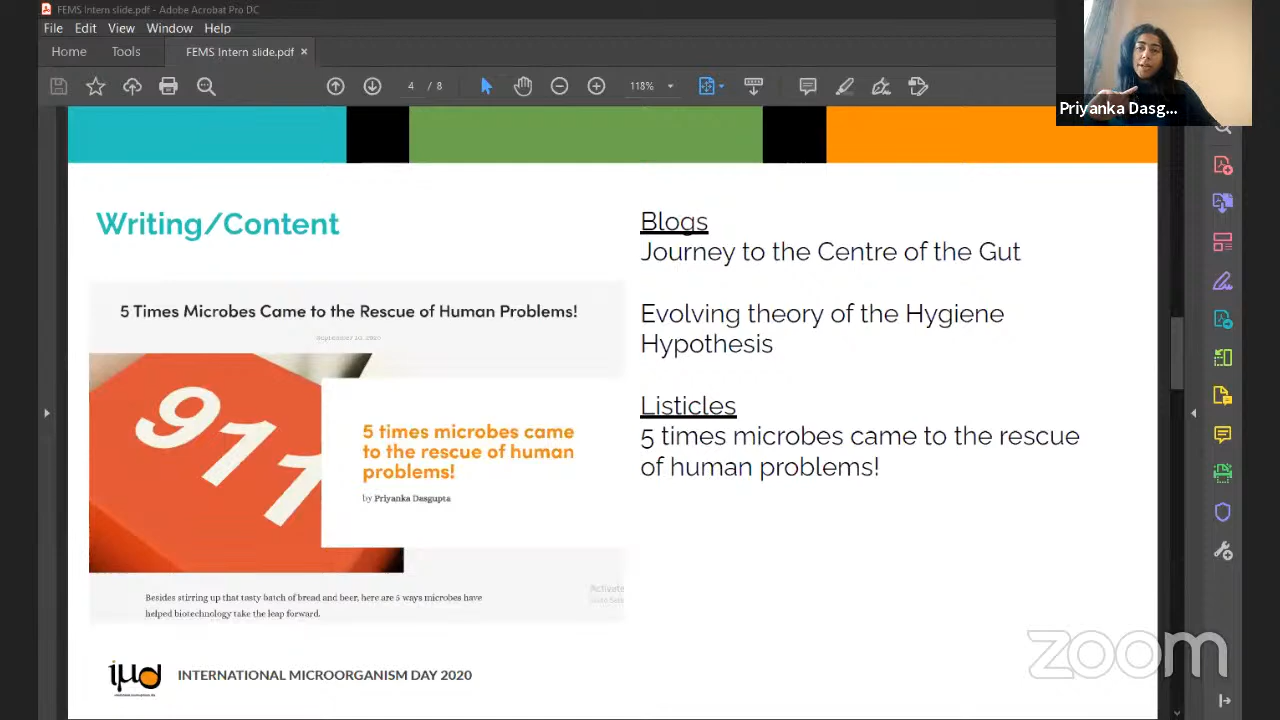 FEMS Intern slide.pdf - Adobe Acrobat Pro DC
File Edit View Window Help
Home Tools FEMS Intern slide.pdf ×
4 / 8 118%
Priyanka Dasg...
Writing/Content
5 Times Microbes Came to the Rescue of Human Problems!
September 10, 2020
911
5 times microbes came
to the rescue of human
problems!
by Priyanka Dasgupta
Besides stirring up that tasty batch of bread and beer, here are 5 ways microbes have
helped biotechnology take the leap forward.
Activate
Blogs
Journey to the Centre of the Gut
Evolving theory of the Hygiene
Hypothesis
Listicles
5 times microbes came to the rescue
of human problems!
INTERNATIONAL MICROORGANISM DAY 2020
zoom